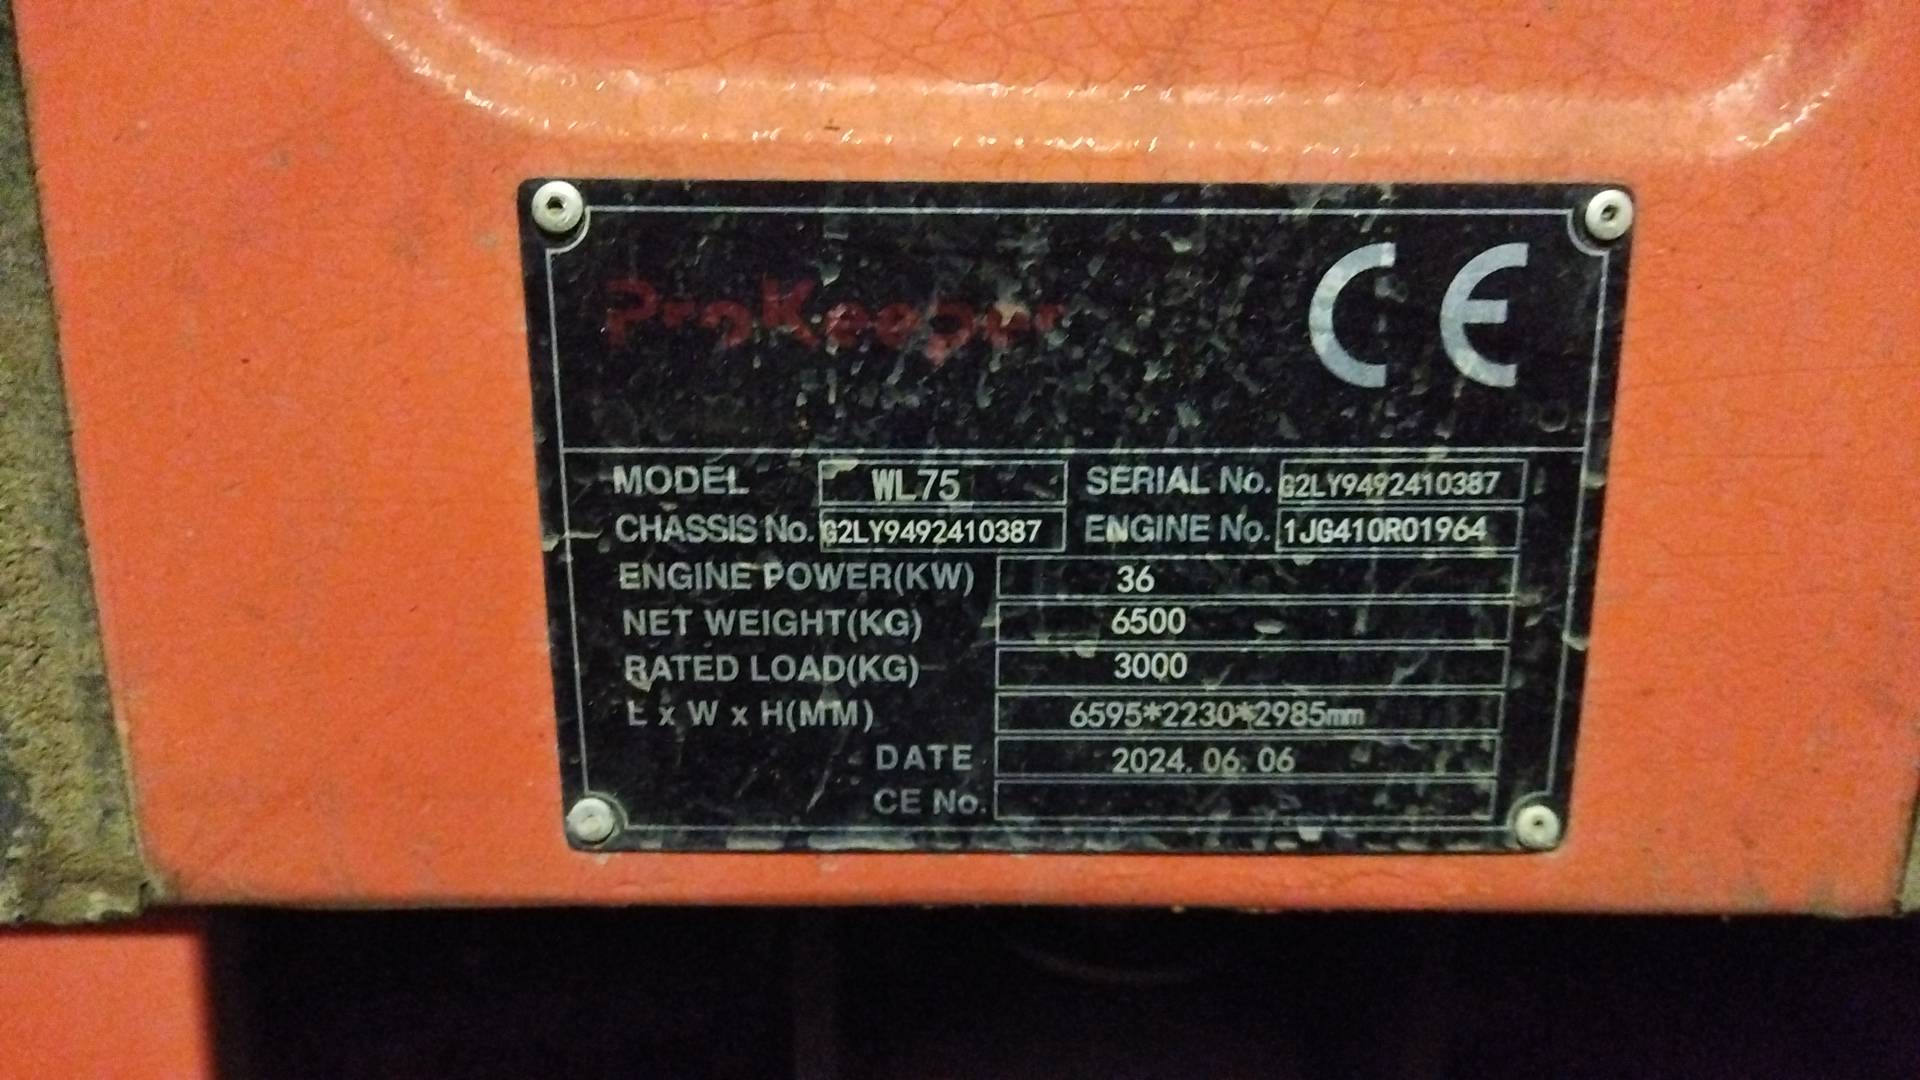 ProKeeper
CE
MODEL WL75 SERIAL No. G2LY9492410387
CHASSIS No. G2LY9492410387 ENGINE No. 1JG410R01964
ENGINE POWER(KW) 36
NET WEIGHT(KG) 6500
RATED LOAD(KG) 3000
L x W x H(MM) 6595*2230*2985mm
DATE 2024.06.06
CE No.